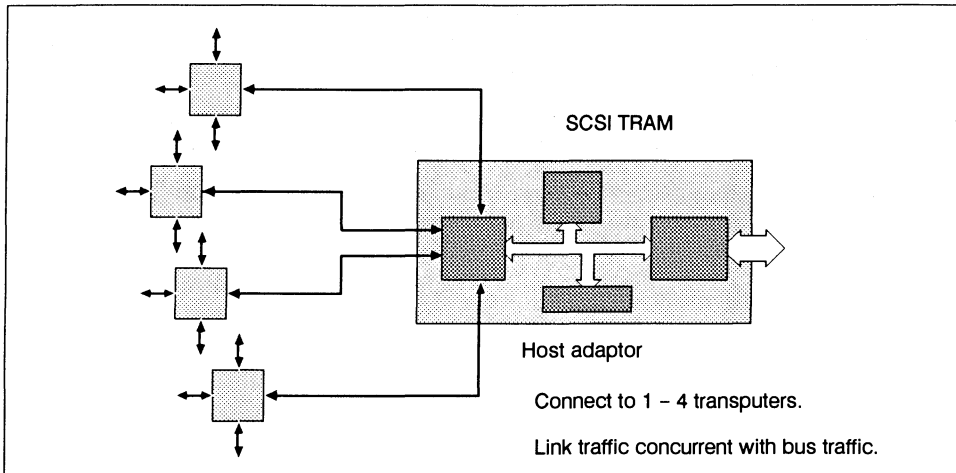 SCSI TRAM
Host adaptor
Connect to 1 – 4 transputers.
Link traffic concurrent with bus traffic.